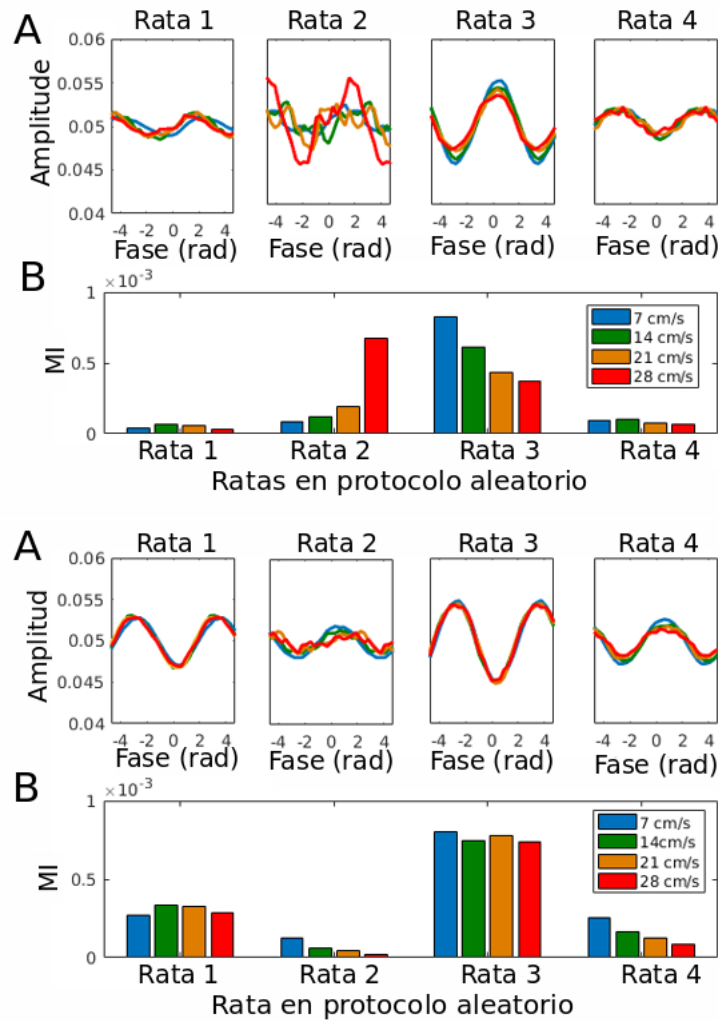 A
Rata 1 Rata 2 Rata 3 Rata 4
Amplitude
0.06
0.055
0.05
0.045
0.04
-4 -2 0 2 4 -4 -2 0 2 4 -4 -2 0 2 4 -4 -2 0 2 4
Fase (rad) Fase (rad) Fase (rad) Fase (rad)
B
×10⁻³
MI
1
0.5
0
7 cm/s
14 cm/s
21 cm/s
28 cm/s
Rata 1 Rata 2 Rata 3 Rata 4
Ratas en protocolo aleatorio
A
Rata 1 Rata 2 Rata 3 Rata 4
Amplitud
0.06
0.055
0.05
0.045
0.04
-4 -2 0 2 4 -4 -2 0 2 4 -4 -2 0 2 4 -4 -2 0 2 4
Fase (rad) Fase (rad) Fase (rad) Fase (rad)
B
×10⁻³
MI
1
0.5
0
7 cm/s
14cm/s
21 cm/s
28 cm/s
Rata 1 Rata 2 Rata 3 Rata 4
Rata en protocolo aleatorio